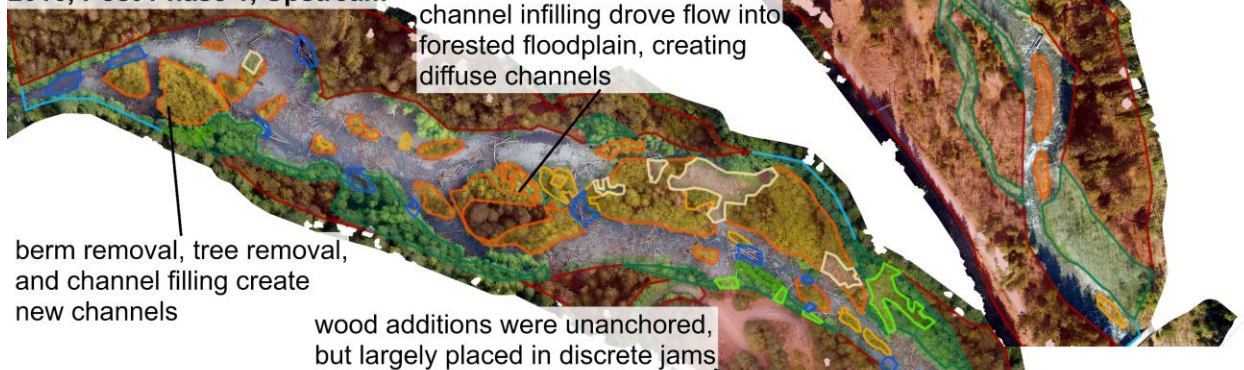 channel infilling drove flow into
forested floodplain, creating
diffuse channels
berm removal, tree removal,
and channel filling create
new channels
wood additions were unanchored,
but largely placed in discrete jams